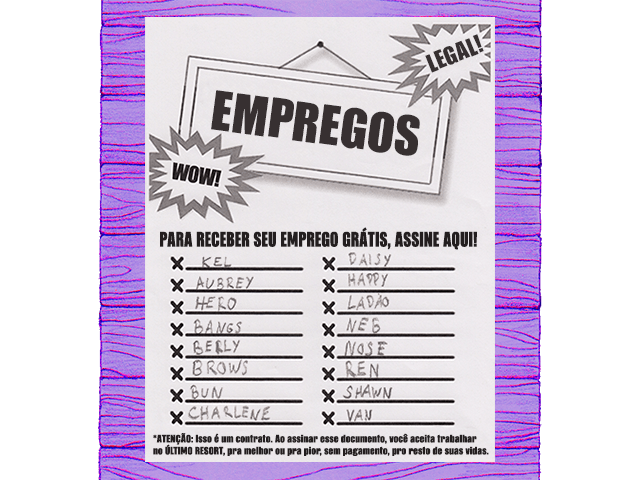 LEGAL!
EMPREGOS
WOW!
PARA RECEBER SEU EMPREGO GRÁTIS, ASSINE AQUI!
X KEL
X AUBREY
X HERO
X BANGS
X BERLY
X BROWS
X BUN
X CHARLENE
X DAISY
X HAPPY
X LADÃO
X NEB
X NOSE
X REN
X SHAWN
X VAN
*ATENÇÃO: Isso é um contrato. Ao assinar esse documento, você aceita trabalhar
no ÚLTIMO RESORT, pra melhor ou pra pior, sem pagamento, pro resto de suas vidas.